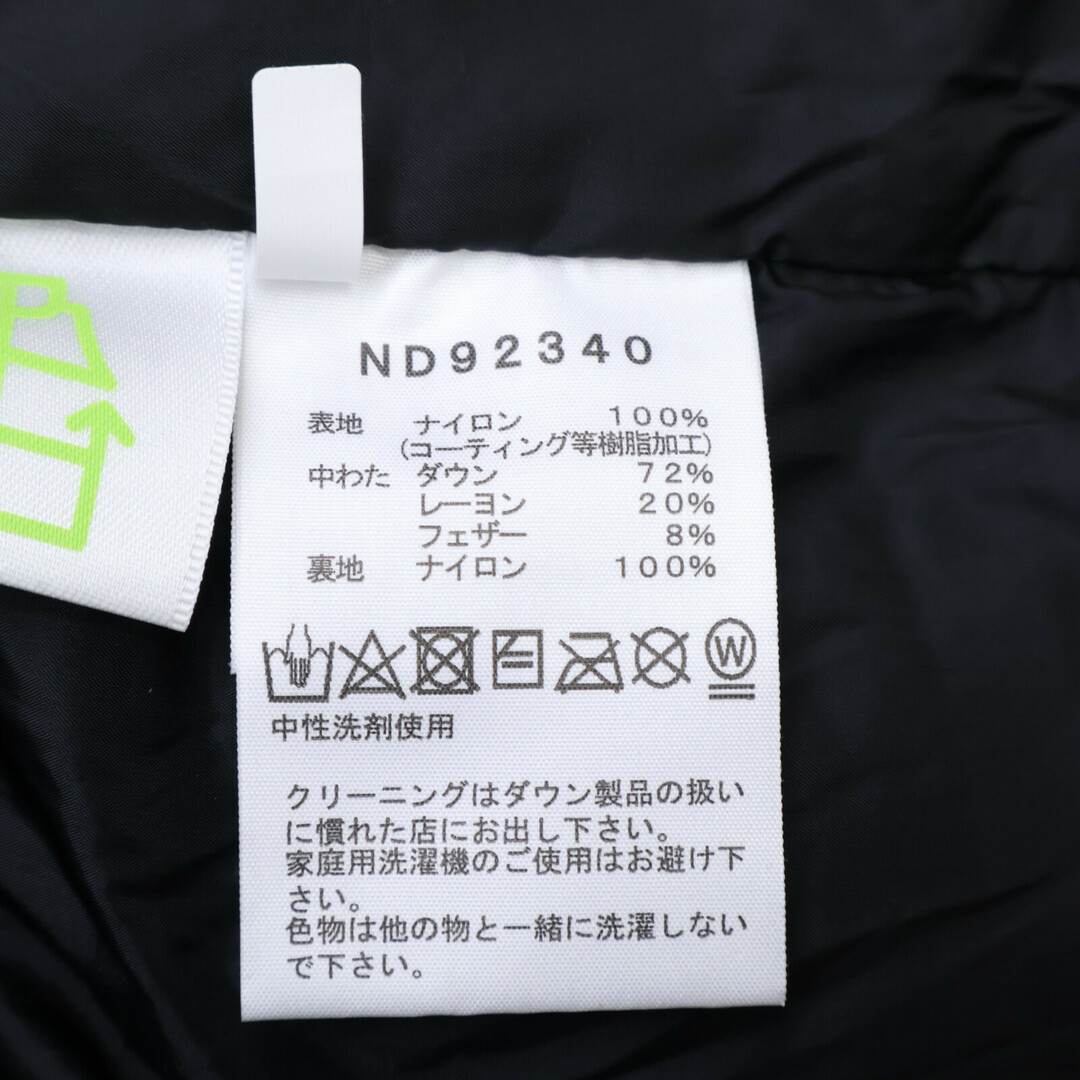 ND92340
表地 ナイロン 100%
(コーティング等樹脂加工)
中わた ダウン 72%
レーヨン 20%
フェザー 8%
裏地 ナイロン 100%
W
中性洗剤使用
クリーニングはダウン製品の扱い
に慣れた店にお出し下さい。
家庭用洗濯機のご使用はお避け下
さい。
色物は他の物と一緒に洗濯しない
で下さい。